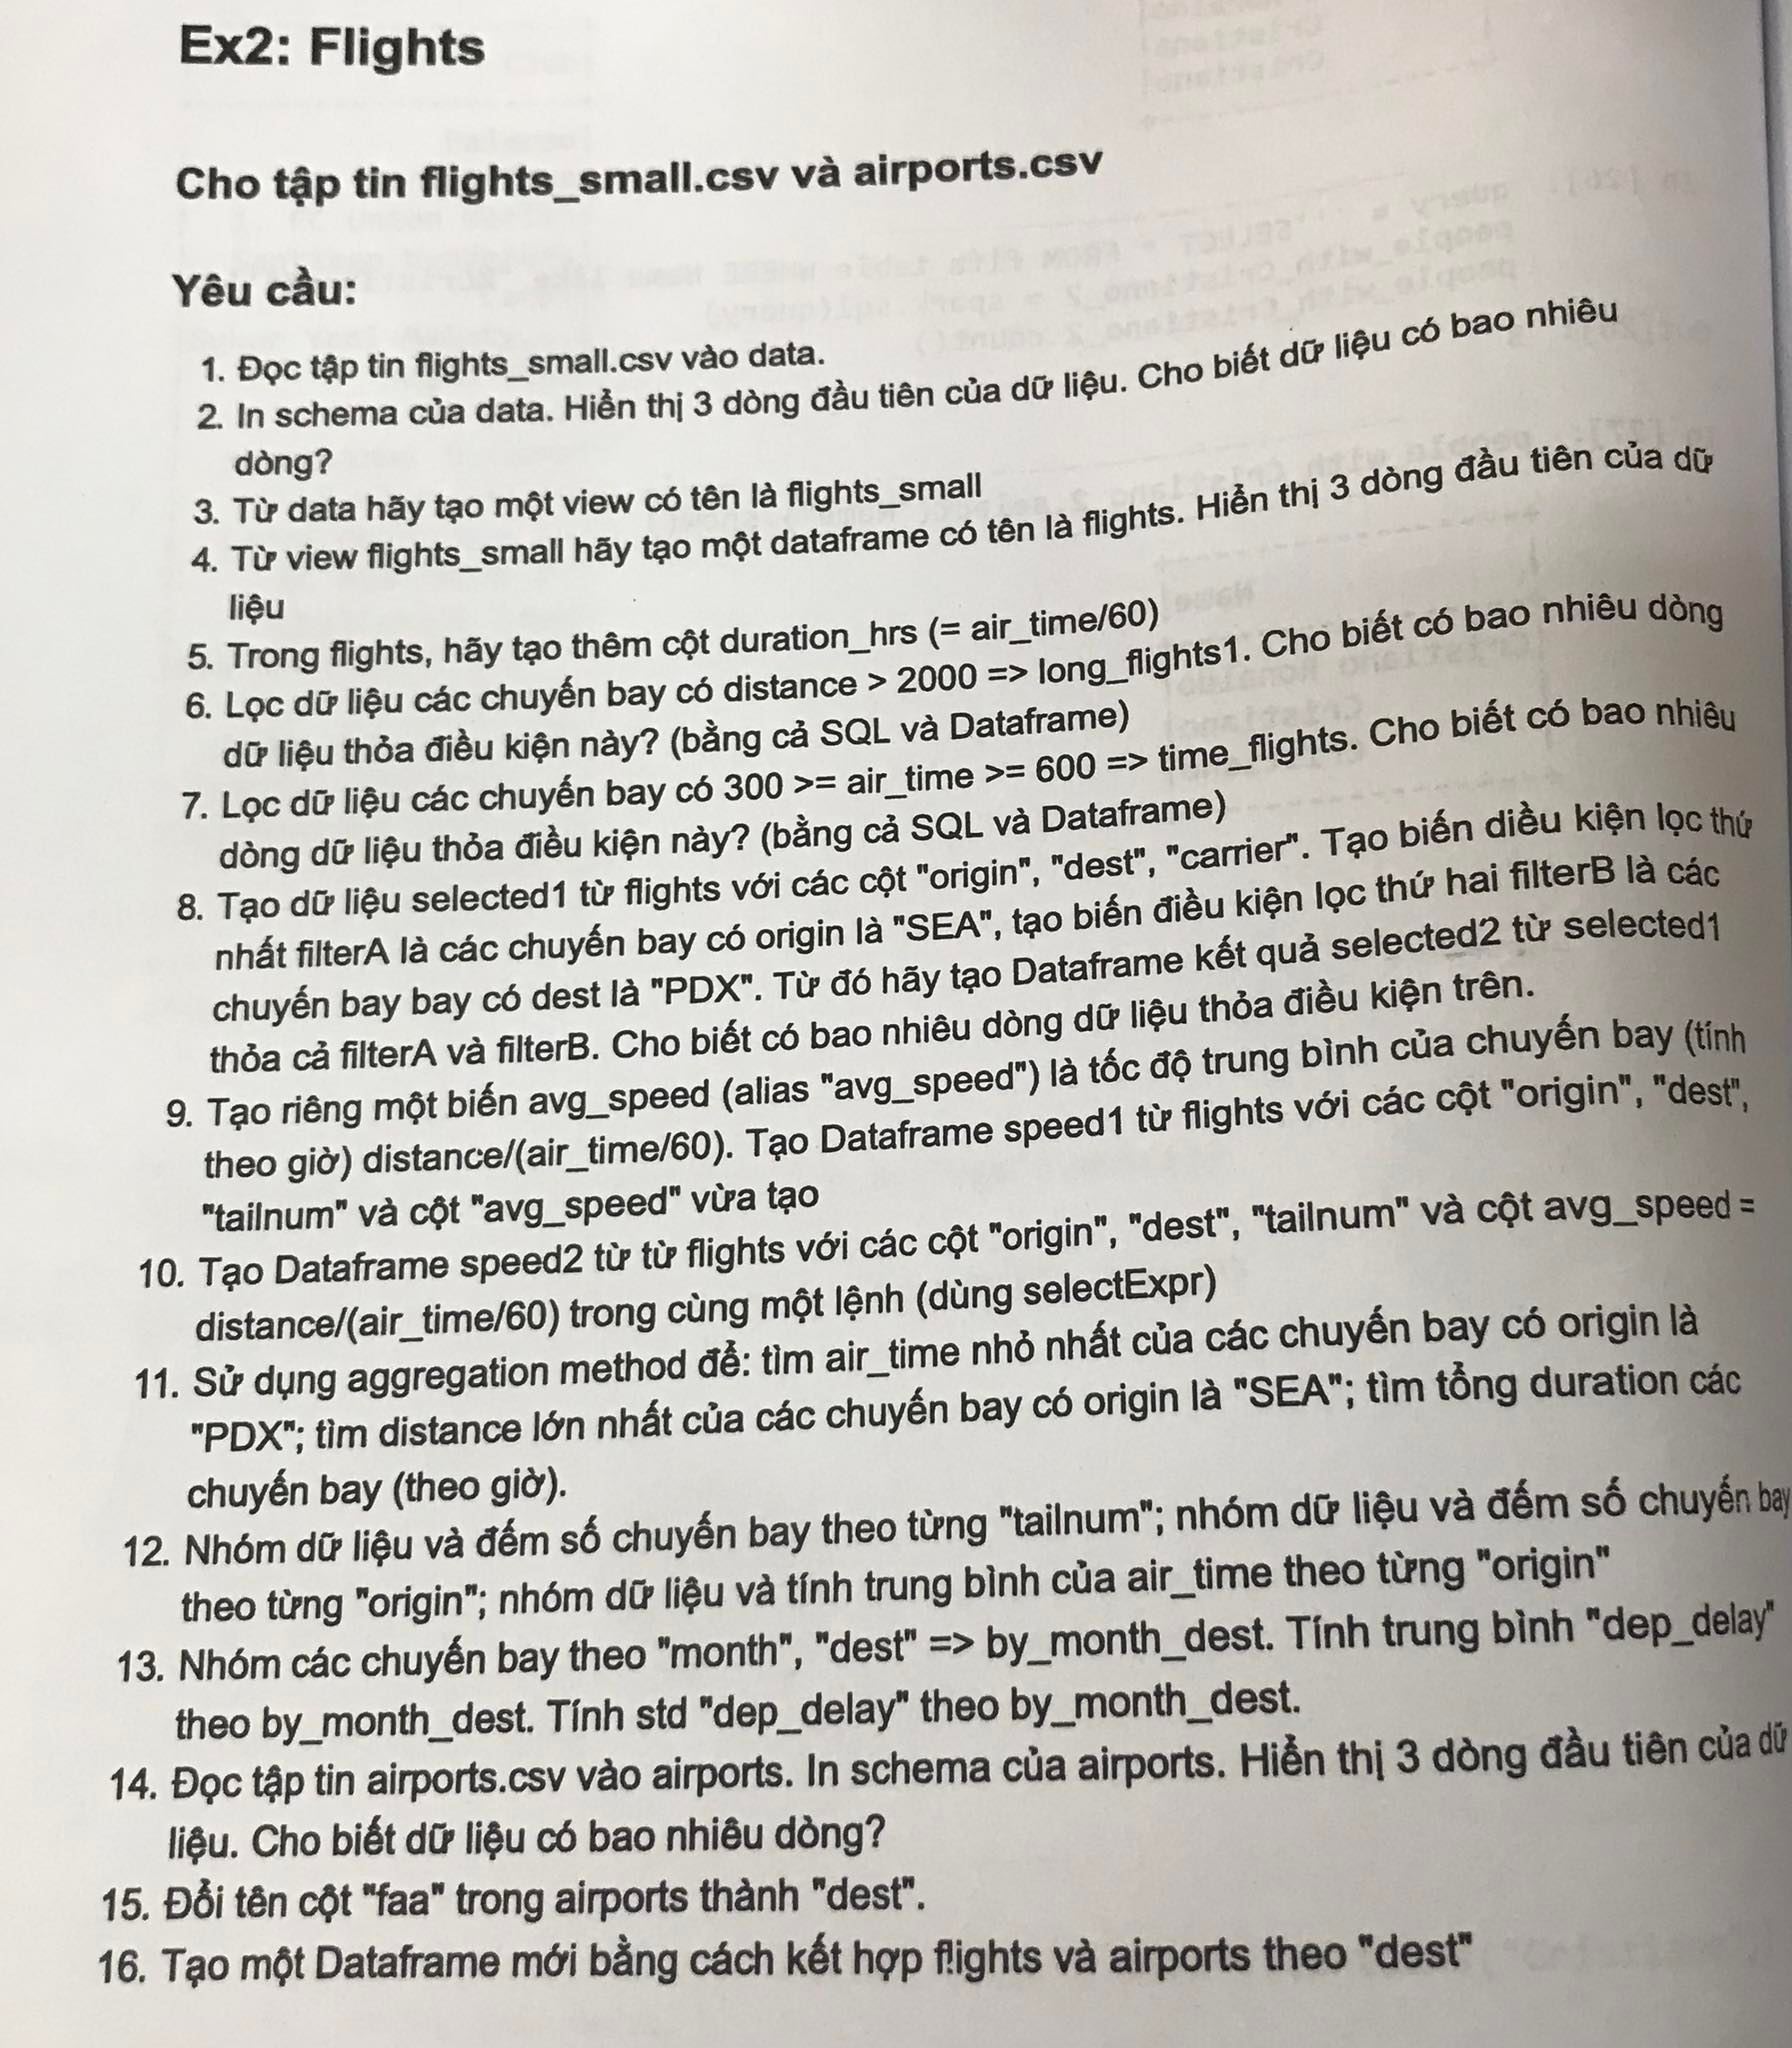 Ex2: Flights
Cho tập tin flights_small.csv và airports.csv
Yêu cầu:
1. Đọc tập tin flights_small.csv vào data.
2. In schema của data. Hiển thị 3 dòng đầu tiên của dữ liệu. Cho biết dữ liệu có bao nhiêu
dòng?
3. Từ data hãy tạo một view có tên là flights_small
4. Từ view flights_small hãy tạo một dataframe có tên là flights. Hiển thị 3 dòng đầu tiên của dữ
liệu
5. Trong flights, hãy tạo thêm cột duration_hrs (= air_time/60)
6. Lọc dữ liệu các chuyến bay có distance > 2000 => long_flights1. Cho biết có bao nhiêu dòng
dữ liệu thỏa điều kiện này? (bằng cả SQL và Dataframe)
7. Lọc dữ liệu các chuyến bay có 300 >= air_time >= 600 => time_flights. Cho biết có bao nhiêu
dòng dữ liệu thỏa điều kiện này? (bằng cả SQL và Dataframe)
8. Tạo dữ liệu selected1 từ flights với các cột "origin", "dest", "carrier". Tạo biến diều kiện lọc thứ
nhất filterA là các chuyến bay có origin là "SEA", tạo biến điều kiện lọc thứ hai filterB là các
chuyến bay bay có dest là "PDX". Từ đó hãy tạo Dataframe kết quả selected2 từ selected1
thỏa cả filterA và filterB. Cho biết có bao nhiêu dòng dữ liệu thỏa điều kiện trên.
9. Tạo riêng một biến avg_speed (alias "avg_speed") là tốc độ trung bình của chuyến bay (tính
theo giờ) distance/(air_time/60). Tạo Dataframe speed1 từ flights với các cột "origin", "dest",
"tailnum" và cột "avg_speed" vừa tạo
10. Tạo Dataframe speed2 từ từ flights với các cột "origin", "dest", "tailnum" và cột avg_speed =
distance/(air_time/60) trong cùng một lệnh (dùng selectExpr)
11. Sử dụng aggregation method để: tìm air_time nhỏ nhất của các chuyến bay có origin là
"PDX"; tìm distance lớn nhất của các chuyến bay có origin là "SEA"; tìm tổng duration các
chuyến bay (theo giờ).
12. Nhóm dữ liệu và đếm số chuyến bay theo từng "tailnum"; nhóm dữ liệu và đếm số chuyến bay
theo từng "origin"; nhóm dữ liệu và tính trung bình của air_time theo từng "origin"
13. Nhóm các chuyến bay theo "month", "dest" => by_month_dest. Tính trung bình "dep_delay"
theo by_month_dest. Tính std "dep_delay" theo by_month_dest.
14. Đọc tập tin airports.csv vào airports. In schema của airports. Hiển thị 3 dòng đầu tiên của dữ
liệu. Cho biết dữ liệu có bao nhiêu dòng?
15. Đổi tên cột "faa" trong airports thành "dest".
16. Tạo một Dataframe mới bằng cách kết hợp flights và airports theo "dest"